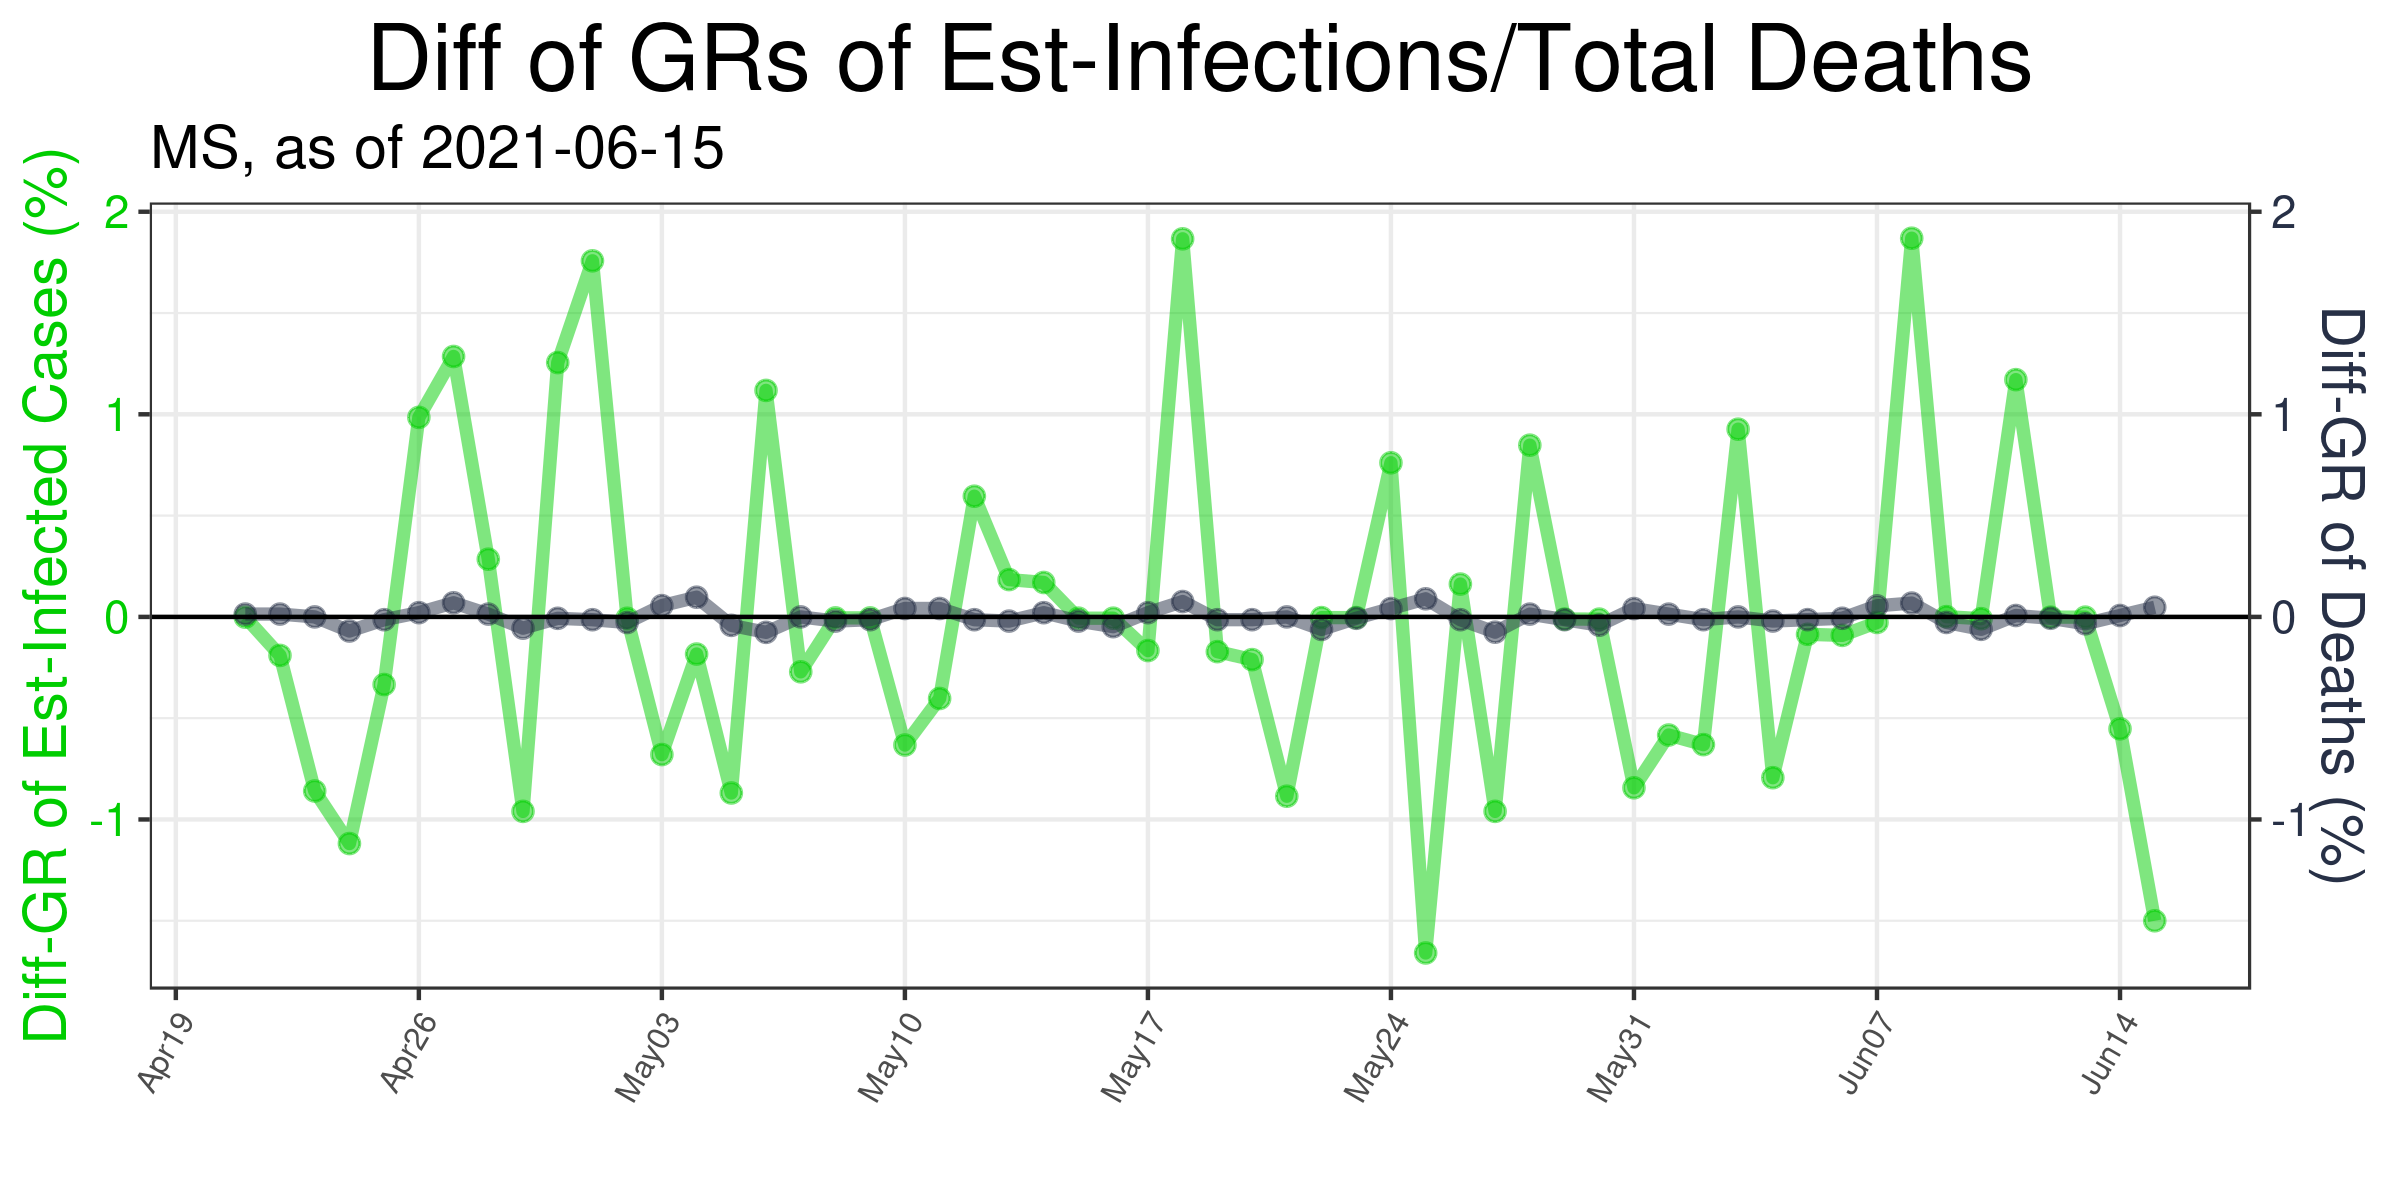 Diff of GRs of Est-Infections/Total Deaths
MS, as of 2021-06-15
Diff-GR of Est-Infected Cases (%)
2
1
0
-1
2
1
0
-1
Diff-GR of Deaths (%)
Apr19
Apr26
May03
May10
May17
May24
May31
Jun07
Jun14